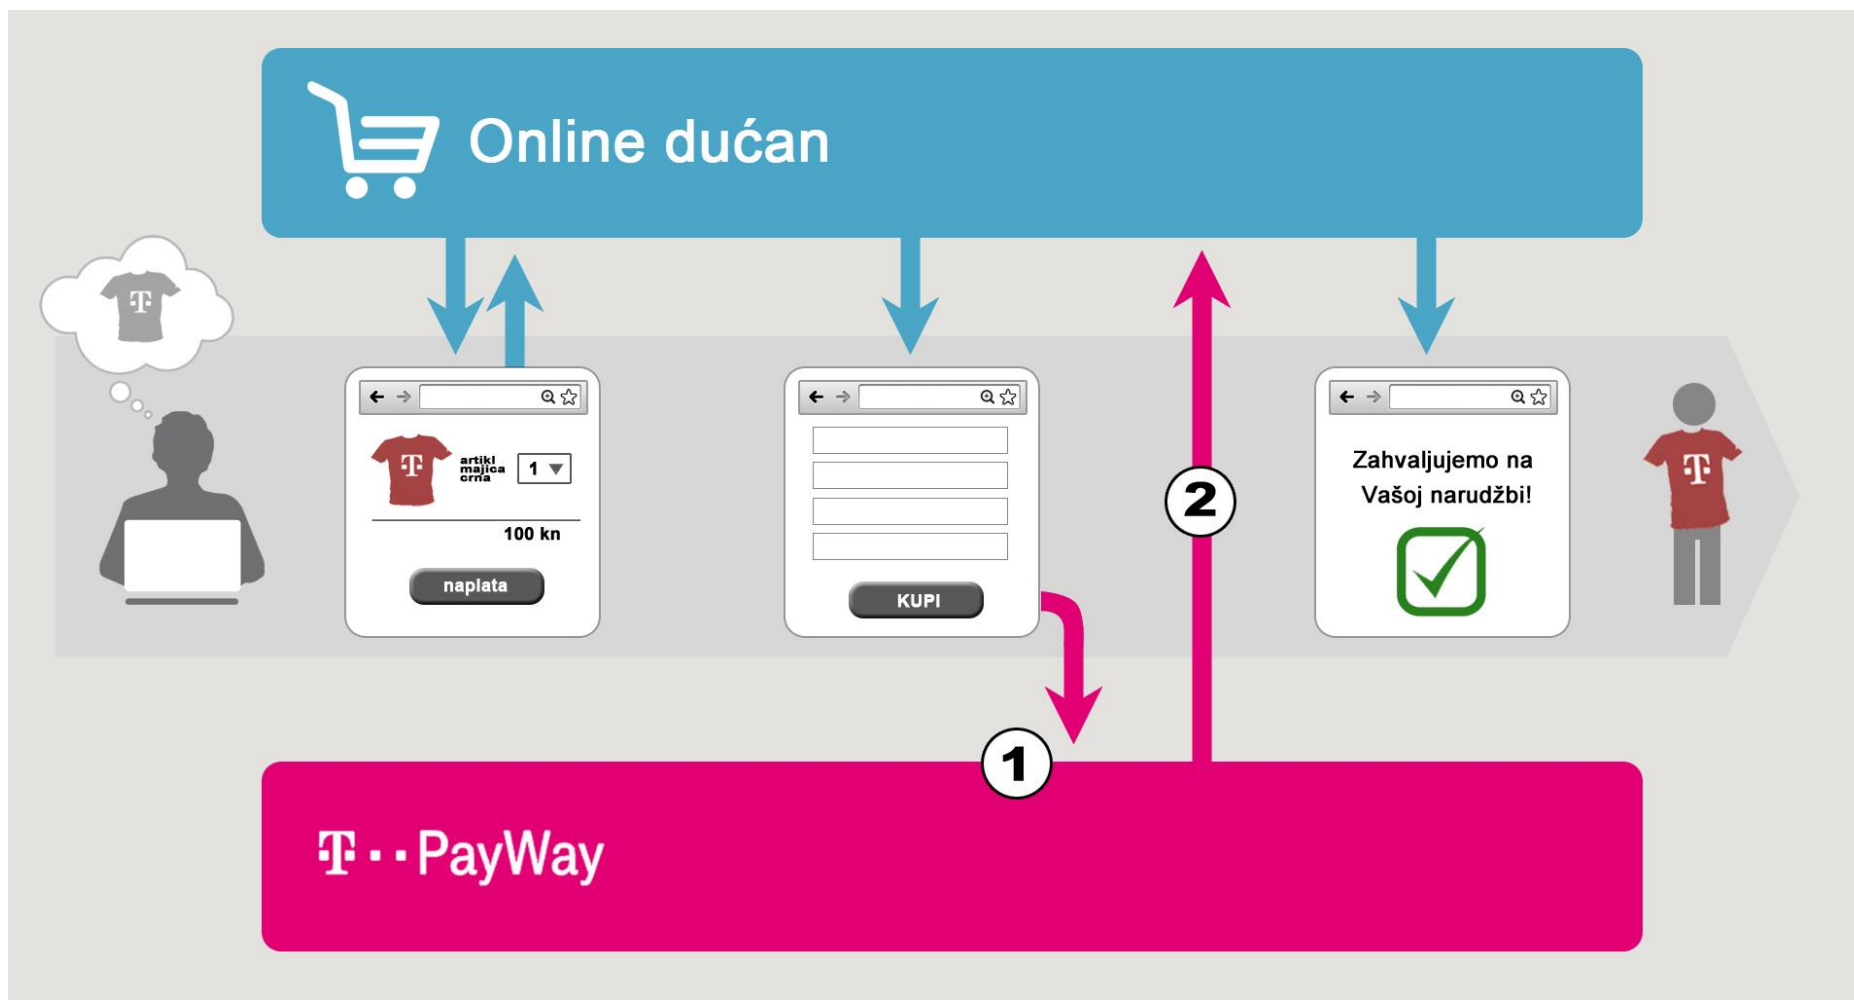 Online dućan
T
artikl
majica
crna
1
T
100 kn
naplata
KUPI
2
Zahvaljujemo na
Vašoj narudžbi!
T
1
T·· PayWay